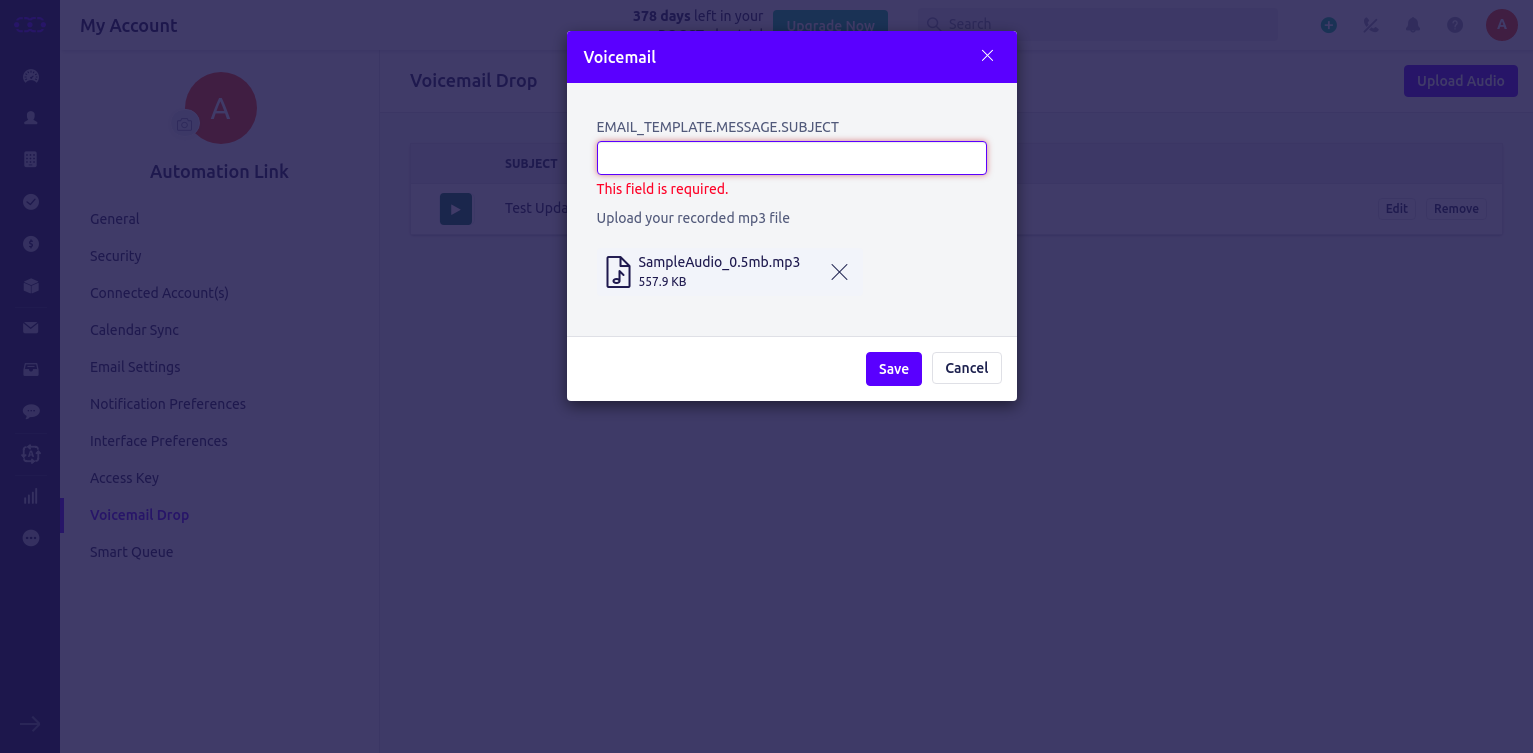 My Account
378 days left in your
Upgrade Now
Search
A
Voicemail
A
Automation Link
General
Security
Connected Account(s)
Calendar Sync
Email Settings
Notification Preferences
Interface Preferences
Access Key
Voicemail Drop
Smart Queue
Voicemail Drop
Upload Audio
SUBJECT
Test Upda
Edit
Remove
EMAIL_TEMPLATE.MESSAGE.SUBJECT
This field is required.
Upload your recorded mp3 file
SampleAudio_0.5mb.mp3
557.9 KB
Save
Cancel